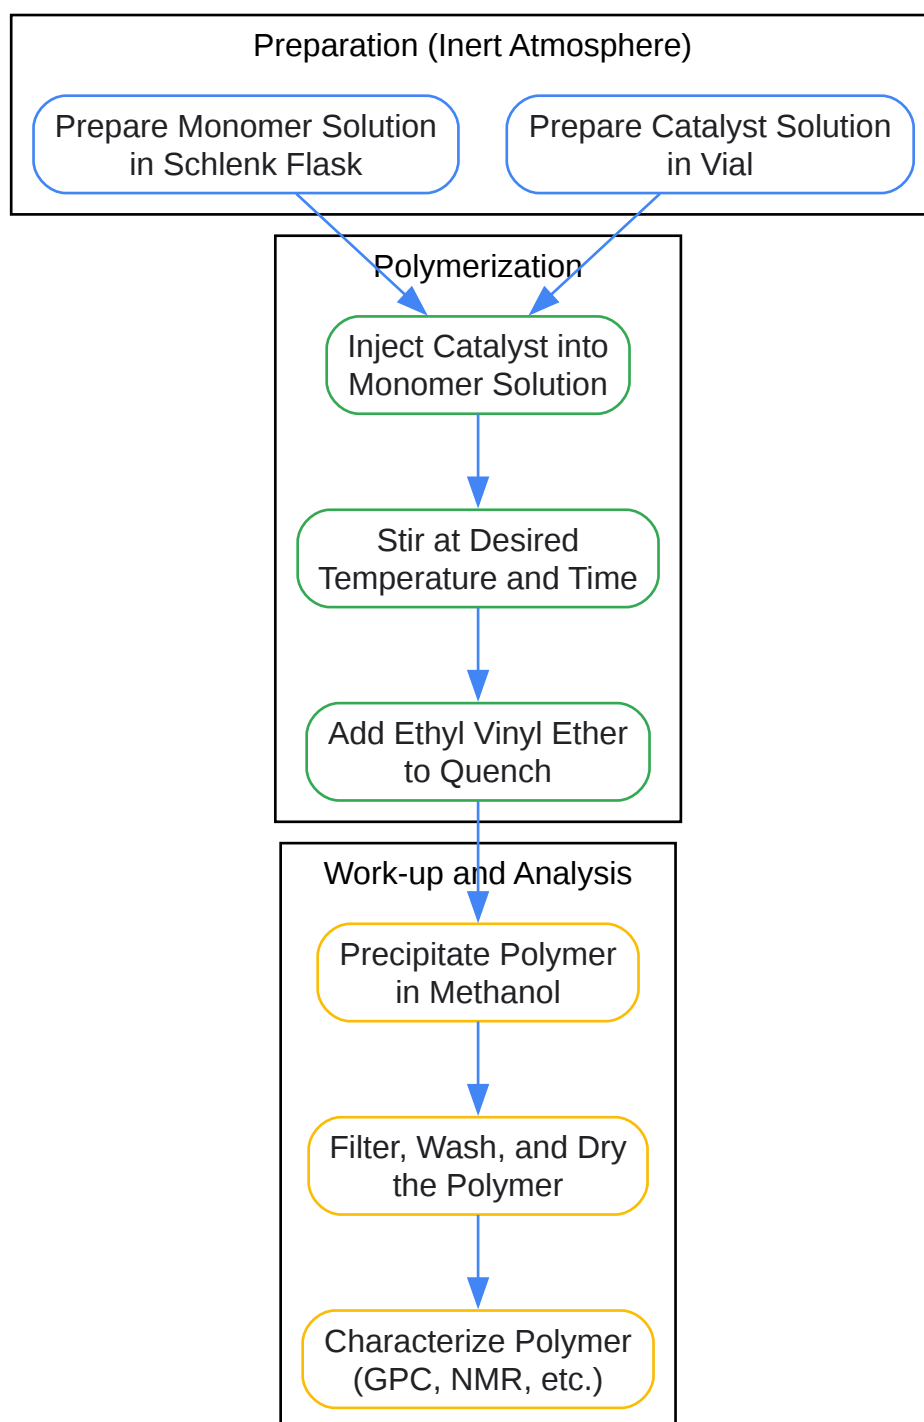 Preparation (Inert Atmosphere)
Prepare Monomer Solution
in Schlenk Flask
Prepare Catalyst Solution
in Vial
Polymerization
Inject Catalyst into
Monomer Solution
Stir at Desired
Temperature and Time
Add Ethyl Vinyl Ether
to Quench
Work-up and Analysis
Precipitate Polymer
in Methanol
Filter, Wash, and Dry
the Polymer
Characterize Polymer
(GPC, NMR, etc.)